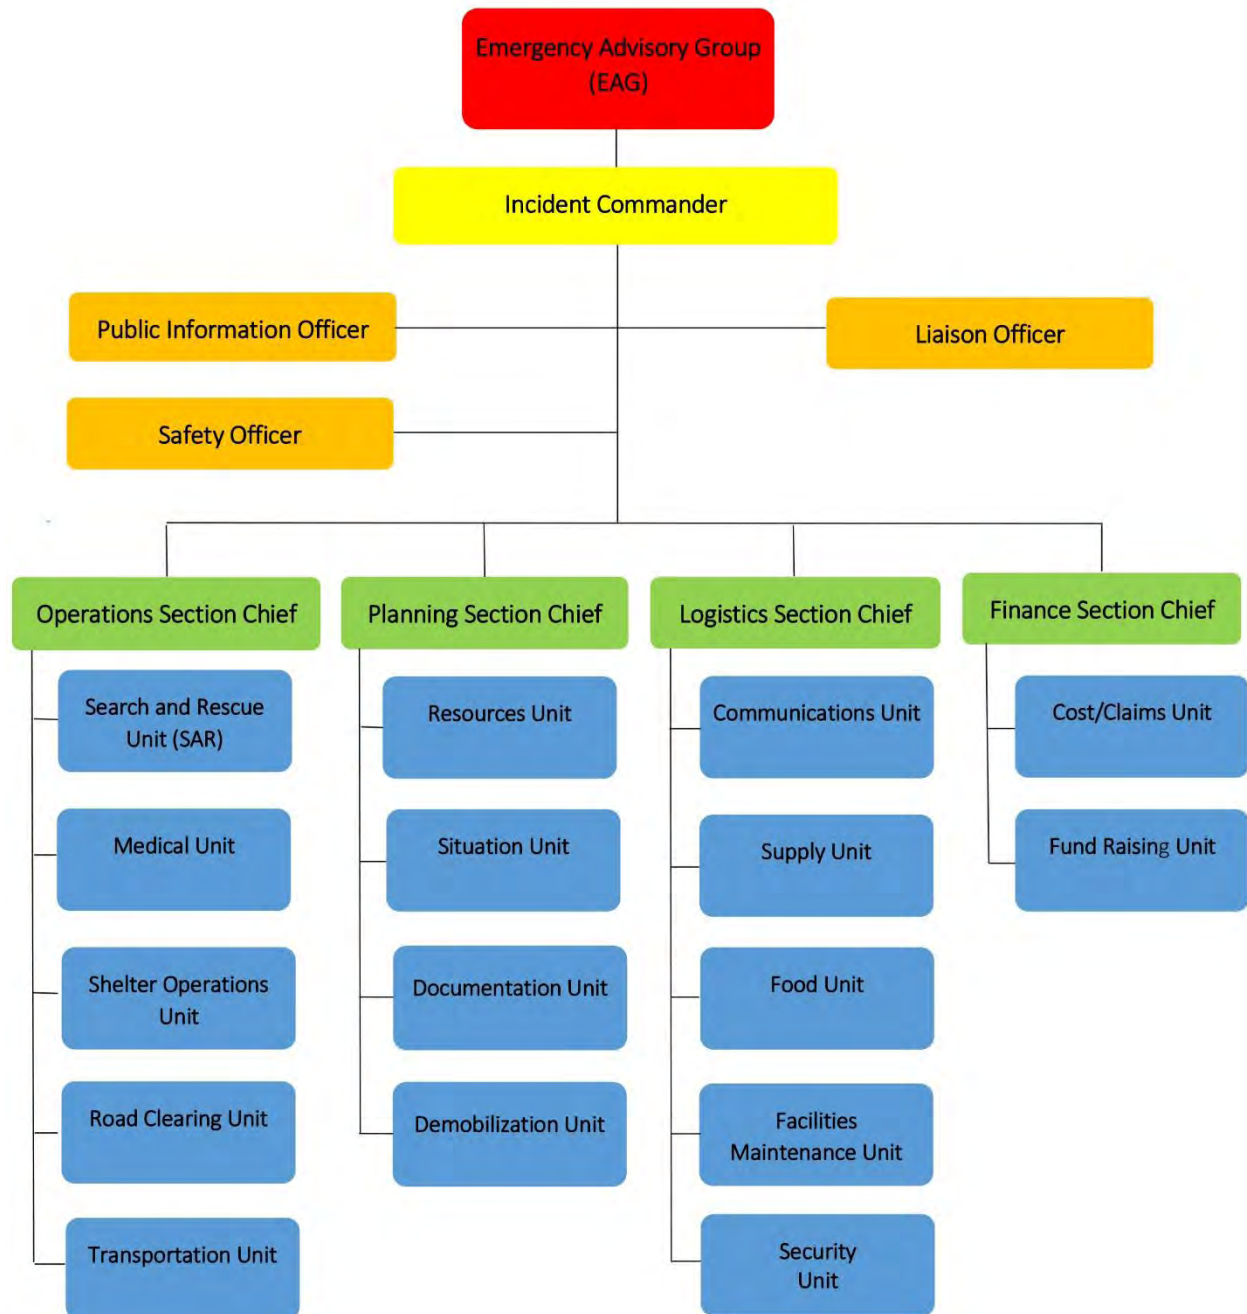 Emergency Advisory Group
(EAG)
Incident Commander
Public Information Officer
Liaison Officer
Safety Officer
Operations Section Chief
Planning Section Chief
Logistics Section Chief
Finance Section Chief
Search and Rescue
Unit (SAR)
Medical Unit
Shelter Operations
Unit
Road Clearing Unit
Transportation Unit
Resources Unit
Situation Unit
Documentation Unit
Demobilization Unit
Communications Unit
Supply Unit
Food Unit
Facilities
Maintenance Unit
Security
Unit
Cost/Claims Unit
Fund Raising Unit